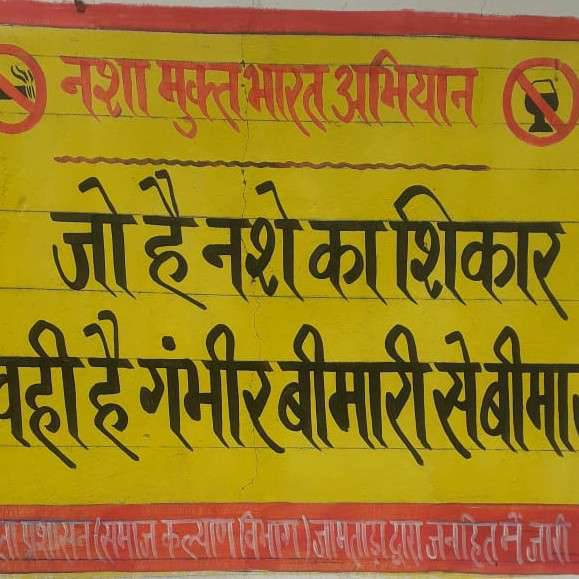 नशा मुक्त भारत अभियान
जो है नशे का शिकार
वही है गंभीर बीमारी से बीमार
प्रशासन (समाज कल्याण विभाग) जामताड़ा द्वारा जनहित में जारी